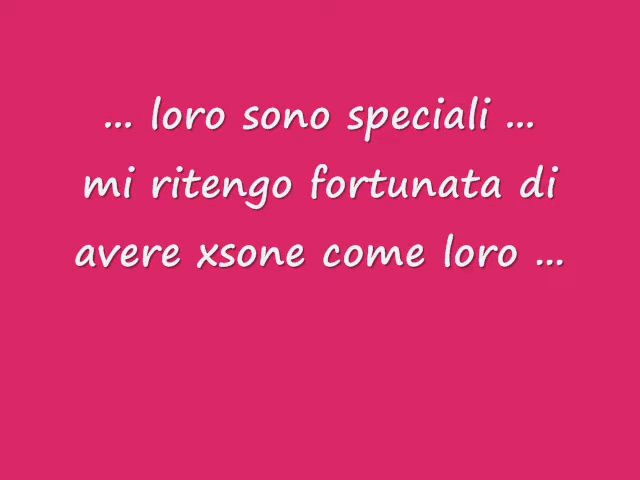 ... loro sono speciali ...
mi ritengo fortunata di
avere xsone come loro ...